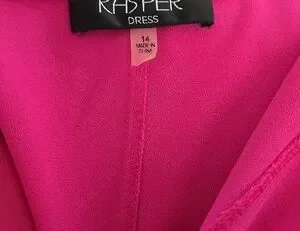 KASPER
DRESS
14
MADE IN
CHINA